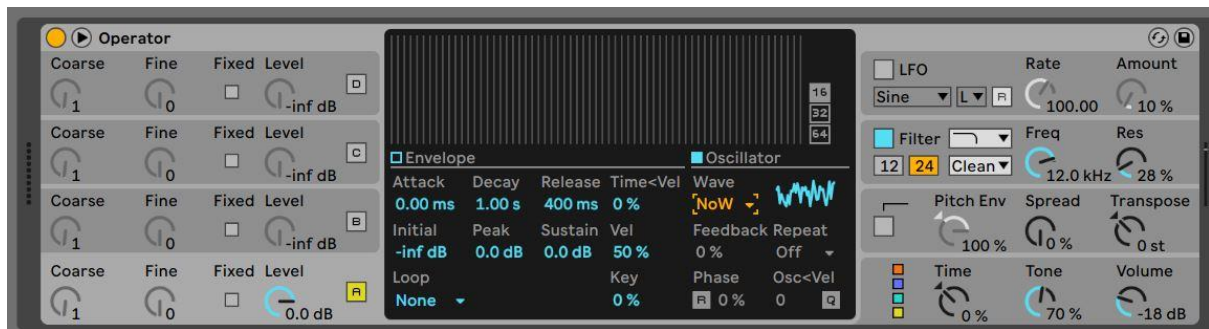 Operator
Coarse Fine Fixed Level
1 0 -inf dB D
Coarse Fine Fixed Level
1 0 -inf dB C
Coarse Fine Fixed Level
1 0 -inf dB B
Coarse Fine Fixed Level
1 0 0.0 dB A
16
32
64
Envelope Oscillator
Attack Decay Release Time<Vel Wave
0.00 ms 1.00 s 400 ms 0 % NoW
Initial Peak Sustain Vel Feedback Repeat
-inf dB 0.0 dB 0.0 dB 50 % 0 % Off
Loop Key Phase Osc<Vel
None 0 % R 0 % 0 Q
LFO Rate Amount
Sine L R 100.00 10 %
Filter Freq Res
12 24 Clean 12.0 kHz 28 %
Pitch Env Spread Transpose
100 % 0 % 0 st
Time Tone Volume
0 % 70 % -18 dB